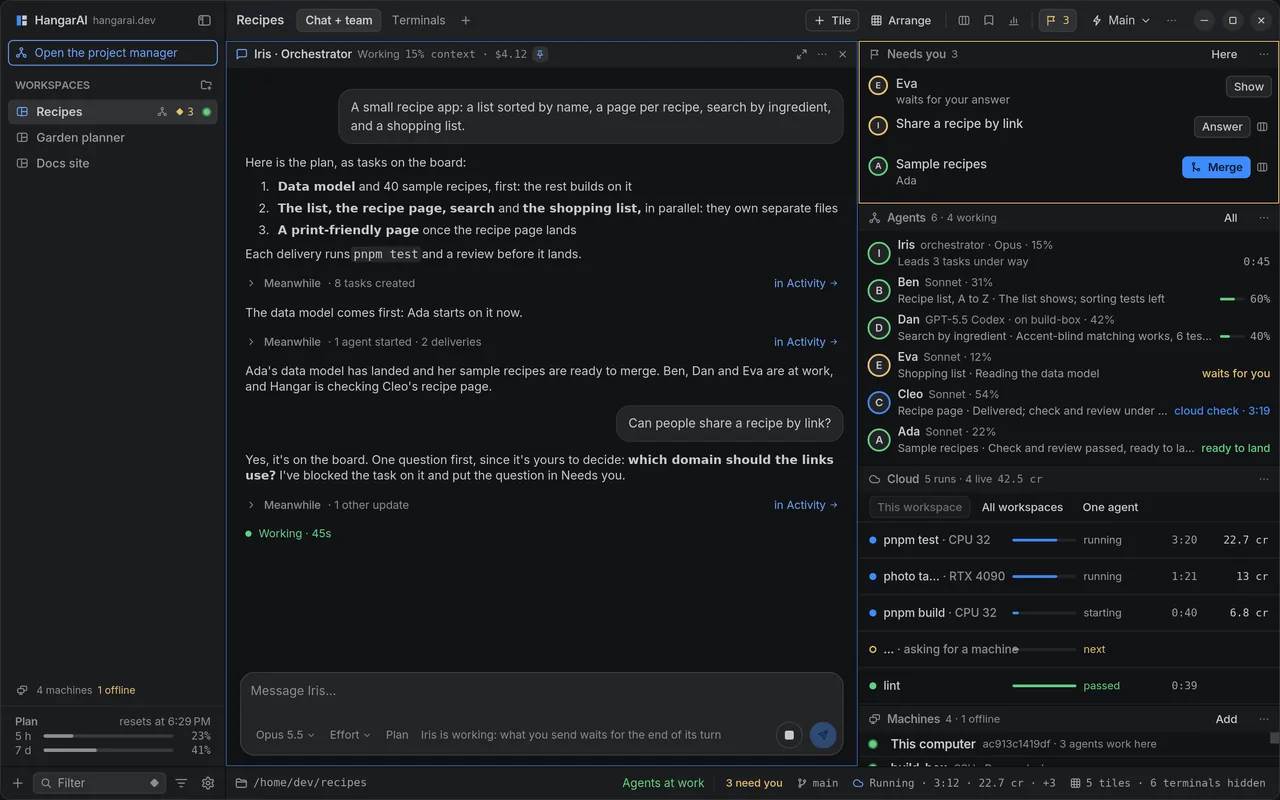 HangarAI hangarai.dev
Open the project manager
WORKSPACES
Recipes 3
Garden planner
Docs site
4 machines 1 offline
Plan resets at 6:29 PM
5 h 23%
7 d 41%
Filter
Recipes Chat + team Terminals
Tile Arrange 3 Main
Iris · Orchestrator Working 15% context · $4.12
A small recipe app: a list sorted by name, a page per recipe, search by ingredient,
and a shopping list.
Here is the plan, as tasks on the board:
1. Data model and 40 sample recipes, first: the rest builds on it
2. The list, the recipe page, search and the shopping list, in parallel: they own separate files
3. A print-friendly page once the recipe page lands
Each delivery runs pnpm test and a review before it lands.
Meanwhile · 8 tasks created in Activity →
The data model comes first: Ada starts on it now.
Meanwhile · 1 agent started · 2 deliveries in Activity →
Ada's data model has landed and her sample recipes are ready to merge. Ben, Dan and Eva are at work,
and Hangar is checking Cleo's recipe page.
Can people share a recipe by link?
Yes, it's on the board. One question first, since it's yours to decide: which domain should the links
use? I've blocked the task on it and put the question in Needs you.
Meanwhile · 1 other update in Activity →
Working · 45s
Message Iris...
Opus 5.5 Effort Plan Iris is working: what you send waits for the end of its turn
Needs you 3 Here
E Eva Show
waits for your answer
I Share a recipe by link Answer
A Sample recipes Merge
Ada
Agents 6 · 4 working All
I Iris orchestrator · Opus · 15%
Leads 3 tasks under way 0:45
B Ben Sonnet · 31%
Recipe list, A to Z · The list shows; sorting tests left 60%
D Dan GPT-5.5 Codex · on build-box · 42%
Search by ingredient · Accent-blind matching works, 6 tes... 40%
E Eva Sonnet · 12%
Shopping list · Reading the data model waits for you
C Cleo Sonnet · 54%
Recipe page · Delivered; check and review under ... cloud check · 3:19
A Ada Sonnet · 22%
Sample recipes · Check and review passed, ready to la... ready to land
Cloud 5 runs · 4 live 42.5 cr
This workspace All workspaces One agent
pnpm test · CPU 32 running 3:20 22.7 cr
photo ta... · RTX 4090 running 1:21 13 cr
pnpm build · CPU 32 starting 0:40 6.8 cr
... · asking for a machine next
lint passed 0:39
Machines 4 · 1 offline Add
This computer ac913c1419df · 3 agents work here
/home/dev/recipes Agents at work 3 need you main Running · 3:12 · 22.7 cr · +3 5 tiles · 6 terminals hidden